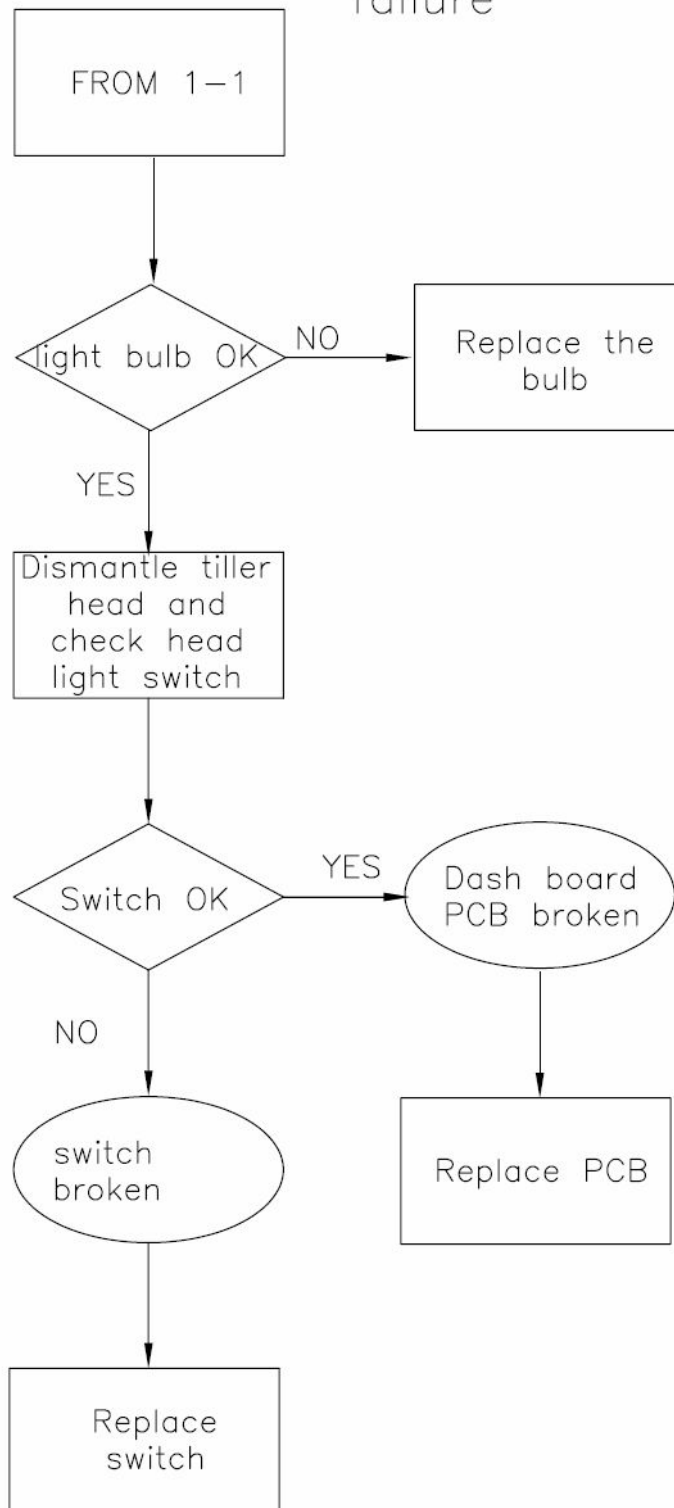 failure
FROM 1-1
light bulb OK
NO
Replace the
bulb
YES
Dismantle tiller
head and
check head
light switch
Switch OK
YES
Dash board
PCB broken
NO
switch
broken
Replace PCB
Replace
switch